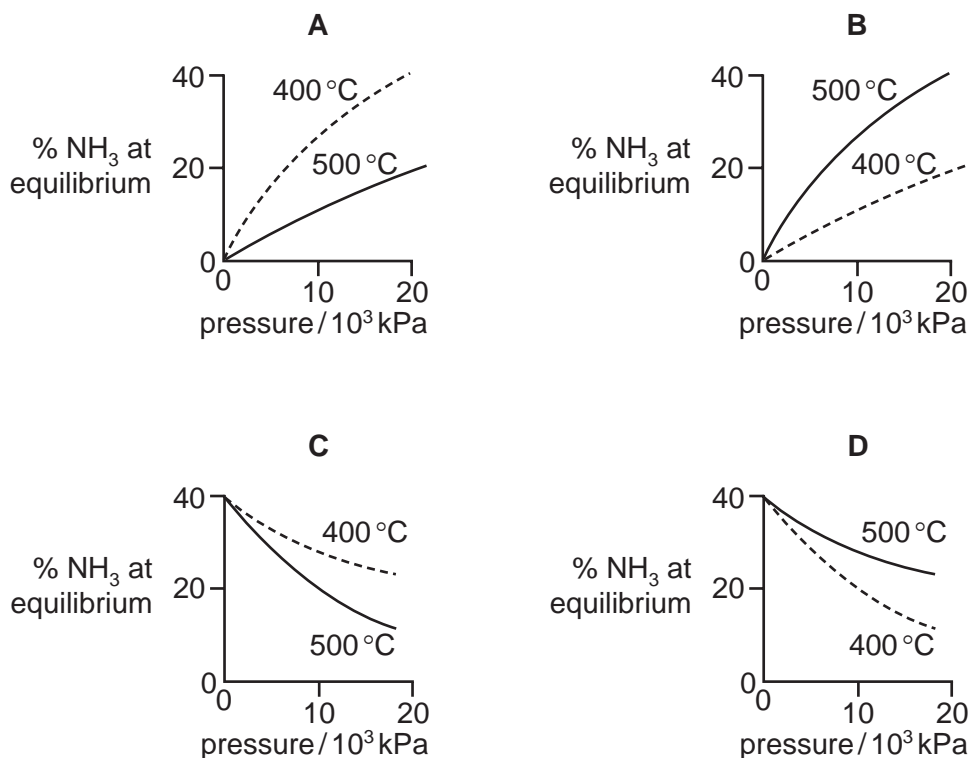 A
40
400 °C
% NH₃ at
equilibrium
20
500 °C
0
0
10
20
pressure / 10³ kPa
B
40
500 °C
% NH₃ at
equilibrium
20
400 °C
0
0
10
20
pressure / 10³ kPa
C
40
400 °C
% NH₃ at
equilibrium
20
500 °C
0
0
10
20
pressure / 10³ kPa
D
40
500 °C
% NH₃ at
equilibrium
20
400 °C
0
0
10
20
pressure / 10³ kPa